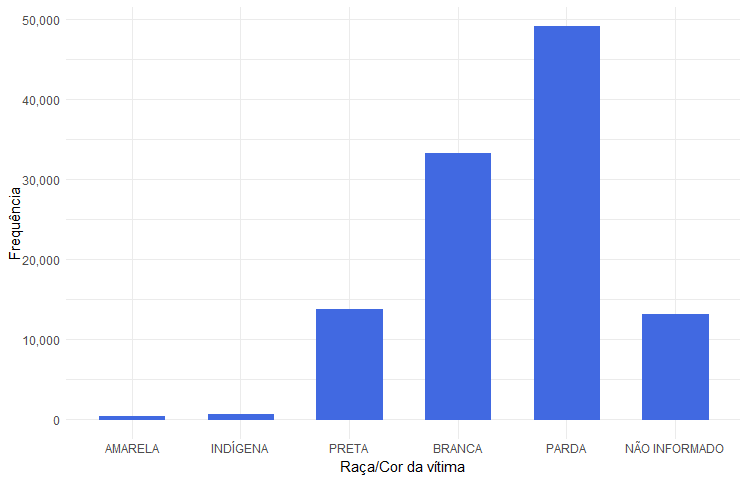 50,000
40,000
30,000
20,000
10,000
0
Frequência
AMARELA INDÍGENA PRETA BRANCA PARDA NÃO INFORMADO
Raça/Cor da vítima